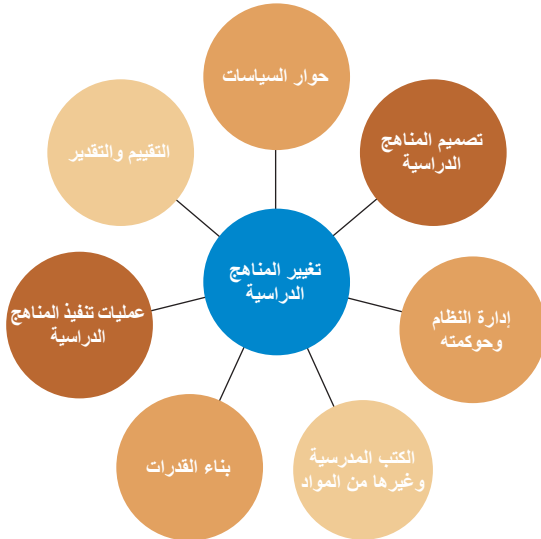 حوار السياسات
تصميم المناهج
الدراسية
إدارة النظام
وحوكمته
الكتب المدرسية
وغيرها من المواد
بناء القدرات
عمليات تنفيذ المناهج
الدراسية
التقييم والتقدير
تغيير المناهج
الدراسية